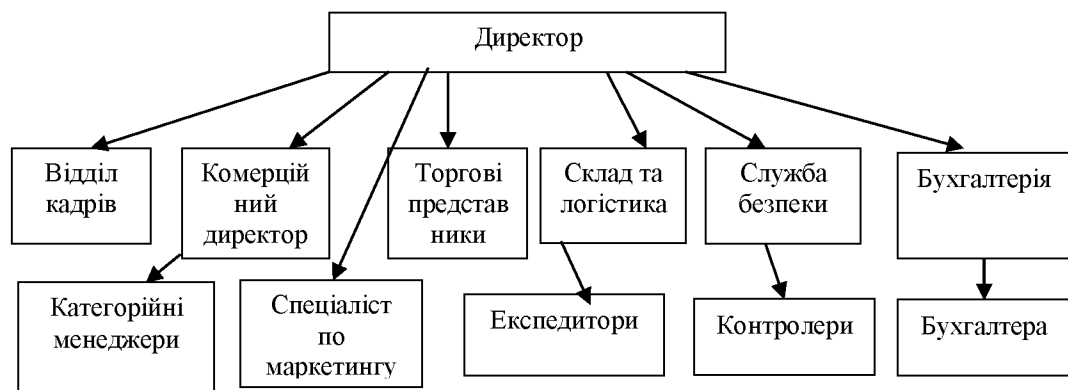 Директор
Відділ
кадрів
Комерцій
ний
директор
Торгові
представ
ники
Склад та
логістика
Служба
безпеки
Бухгалтерія
Категорійні
менеджери
Спеціаліст
по
маркетингу
Експедитори
Контролери
Бухгалтера